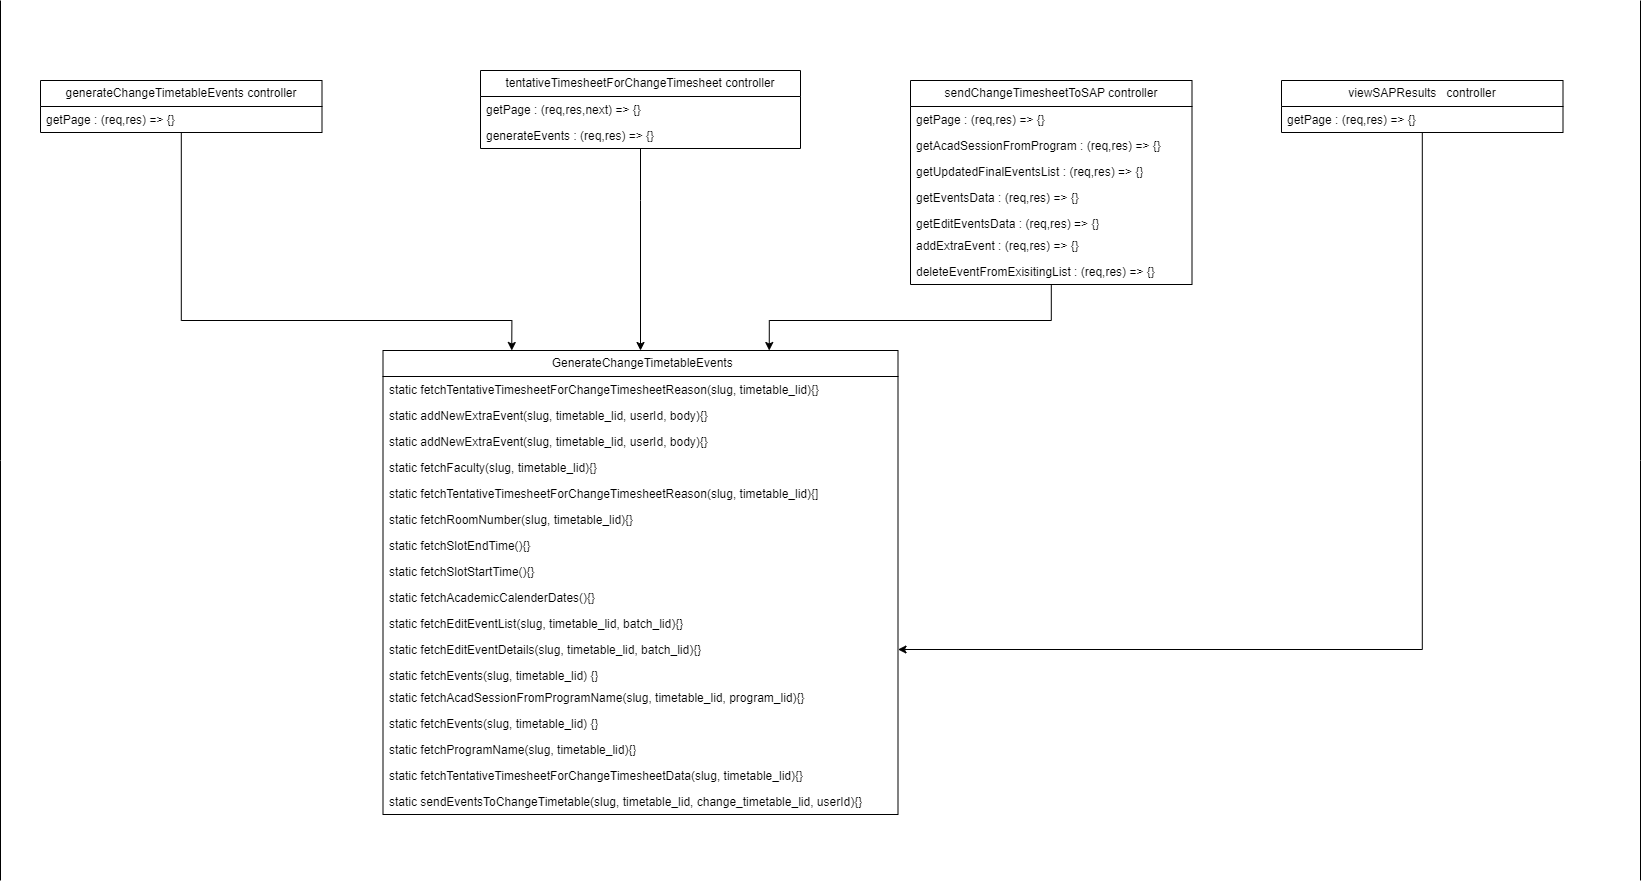 generateChangeTimetableEvents controller
getPage : (req,res) => {}
tentativeTimesheetForChangeTimesheet controller
getPage : (req,res,next) => {}
generateEvents : (req,res) => {}
sendChangeTimesheetToSAP controller
getPage : (req,res) => {}
getAcadSessionFromProgram : (req,res) => {}
getUpdatedFinalEventsList : (req,res) => {}
getEventsData : (req,res) => {}
getEditEventsData : (req,res) => {}
addExtraEvent : (req,res) => {}
deleteEventFromExisitingList : (req,res) => {}
viewSAPResults   controller
getPage : (req,res) => {}
GenerateChangeTimetableEvents
static fetchTentativeTimesheetForChangeTimesheetReason(slug, timetable_lid){}
static addNewExtraEvent(slug, timetable_lid, userId, body){}
static addNewExtraEvent(slug, timetable_lid, userId, body){}
static fetchFaculty(slug, timetable_lid){}
static fetchTentativeTimesheetForChangeTimesheetReason(slug, timetable_lid){]
static fetchRoomNumber(slug, timetable_lid){}
static fetchSlotEndTime(){}
static fetchSlotStartTime(){}
static fetchAcademicCalenderDates(){}
static fetchEditEventList(slug, timetable_lid, batch_lid){}
static fetchEditEventDetails(slug, timetable_lid, batch_lid){}
static fetchEvents(slug, timetable_lid) {}
static fetchAcadSessionFromProgramName(slug, timetable_lid, program_lid){}
static fetchEvents(slug, timetable_lid) {}
static fetchProgramName(slug, timetable_lid){}
static fetchTentativeTimesheetForChangeTimesheetData(slug, timetable_lid){}
static sendEventsToChangeTimetable(slug, timetable_lid, change_timetable_lid, userId){}